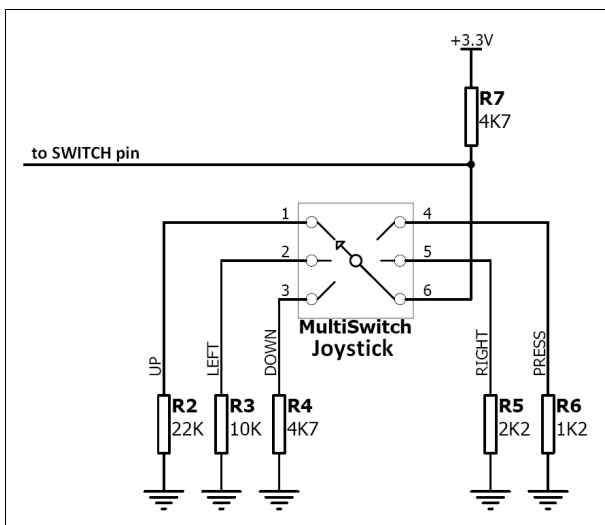 +3.3V
R7
4K7
to SWITCH pin
1
4
2
5
3
6
MultiSwitch
Joystick
UP
LEFT
DOWN
RIGHT
PRESS
R2
22K
R3
10K
R4
4K7
R5
2K2
R6
1K2